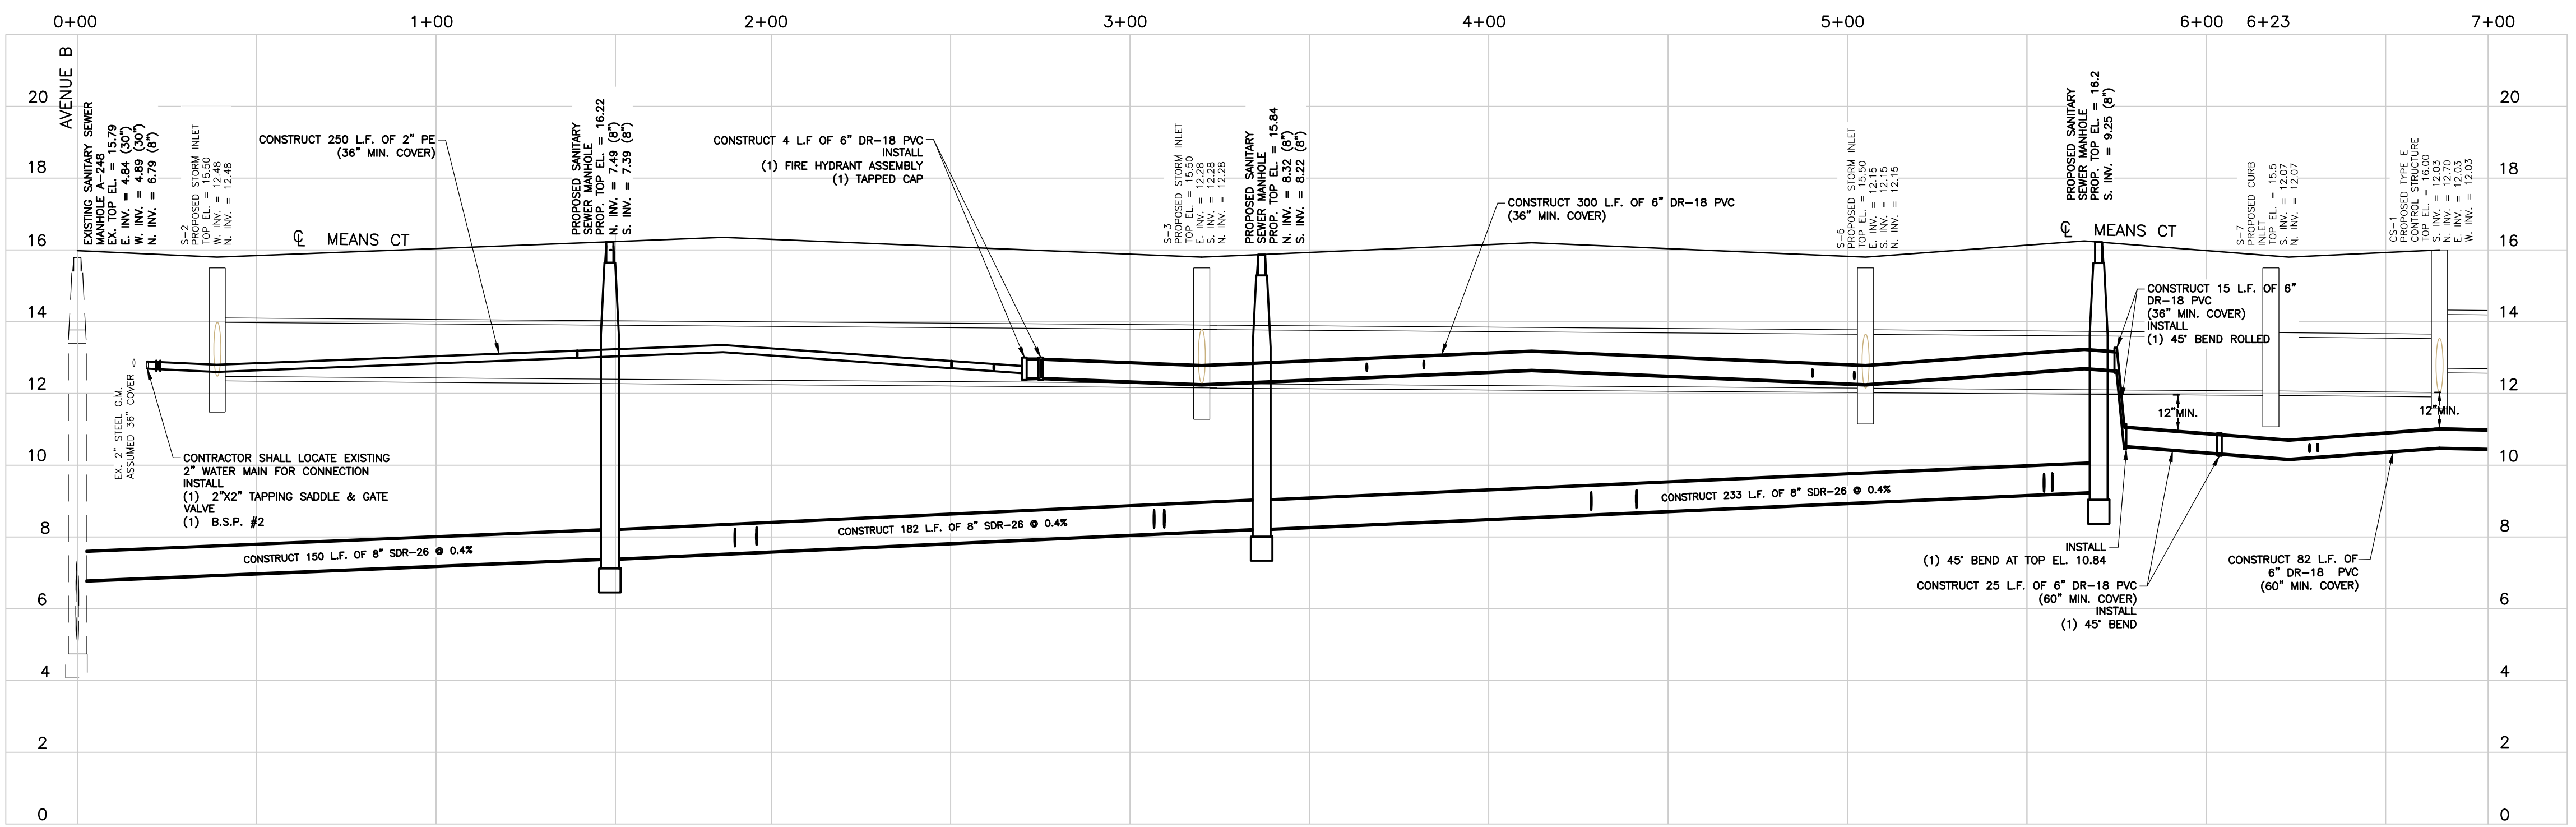 0+00
1+00
2+00
3+00
4+00
5+00
6+00
6+23
7+00
20
18
16
14
12
10
8
6
4
2
0
AVENUE B
EXISTING SANITARY SEWER
MANHOLE A-248
EX. TOP EL. = 15.79
E. INV. = 4.84 (30")
W. INV. = 4.89 (30")
N. INV. = 6.79 (8")
S-2
PROPOSED STORM INLET
TOP EL. = 15.50
W. INV. = 12.48
N. INV. = 12.48
℄ MEANS CT
CONSTRUCT 250 L.F. OF 2" PE
(36" MIN. COVER)
PROPOSED SANITARY
SEWER MANHOLE
PROP. TOP EL. = 16.22
N. INV. = 7.49 (8")
S. INV. = 7.39 (8")
CONSTRUCT 4 L.F OF 6" DR-18 PVC
INSTALL
(1) FIRE HYDRANT ASSEMBLY
(1) TAPPED CAP
S-3
PROPOSED STORM INLET
TOP EL. = 15.50
E. INV. = 12.28
S. INV. = 12.28
N. INV. = 12.28
PROPOSED SANITARY
SEWER MANHOLE
PROP. TOP EL. = 15.84
N. INV. = 8.32 (8")
S. INV. = 8.22 (8")
CONSTRUCT 300 L.F. OF 6" DR-18 PVC
(36" MIN. COVER)
S-5
PROPOSED STORM INLET
TOP EL. = 15.50
E. INV. = 12.15
S. INV. = 12.15
N. INV. = 12.15
PROPOSED SANITARY
SEWER MANHOLE
PROP. TOP EL. = 16.2
S. INV. = 9.25 (8")
℄ MEANS CT
S-7
PROPOSED CURB
INLET
TOP EL. = 15.5
S. INV. = 12.07
N. INV. = 12.07
CS-1
PROPOSED TYPE E
CONTROL STRUCTURE
TOP EL. = 16.00
S. INV. = 12.03
N. INV. = 12.70
E. INV. = 12.03
W. INV. = 12.03
20
18
16
14
12
10
8
6
4
2
0
CONSTRUCT 15 L.F. OF 6"
DR-18 PVC
(36" MIN. COVER)
INSTALL
(1) 45° BEND ROLLED
12"MIN.
12"MIN.
EX. 2" STEEL G.M.
ASSUMED 36" COVER
CONTRACTOR SHALL LOCATE EXISTING
2" WATER MAIN FOR CONNECTION
INSTALL
(1) 2"X2" TAPPING SADDLE & GATE
VALVE
(1) B.S.P. #2
CONSTRUCT 150 L.F. OF 8" SDR-26 @ 0.4%
CONSTRUCT 182 L.F. OF 8" SDR-26 @ 0.4%
CONSTRUCT 233 L.F. OF 8" SDR-26 @ 0.4%
INSTALL
(1) 45° BEND AT TOP EL. 10.84
CONSTRUCT 25 L.F. OF 6" DR-18 PVC
(60" MIN. COVER)
INSTALL
(1) 45° BEND
CONSTRUCT 82 L.F. OF
6" DR-18 PVC
(60" MIN. COVER)